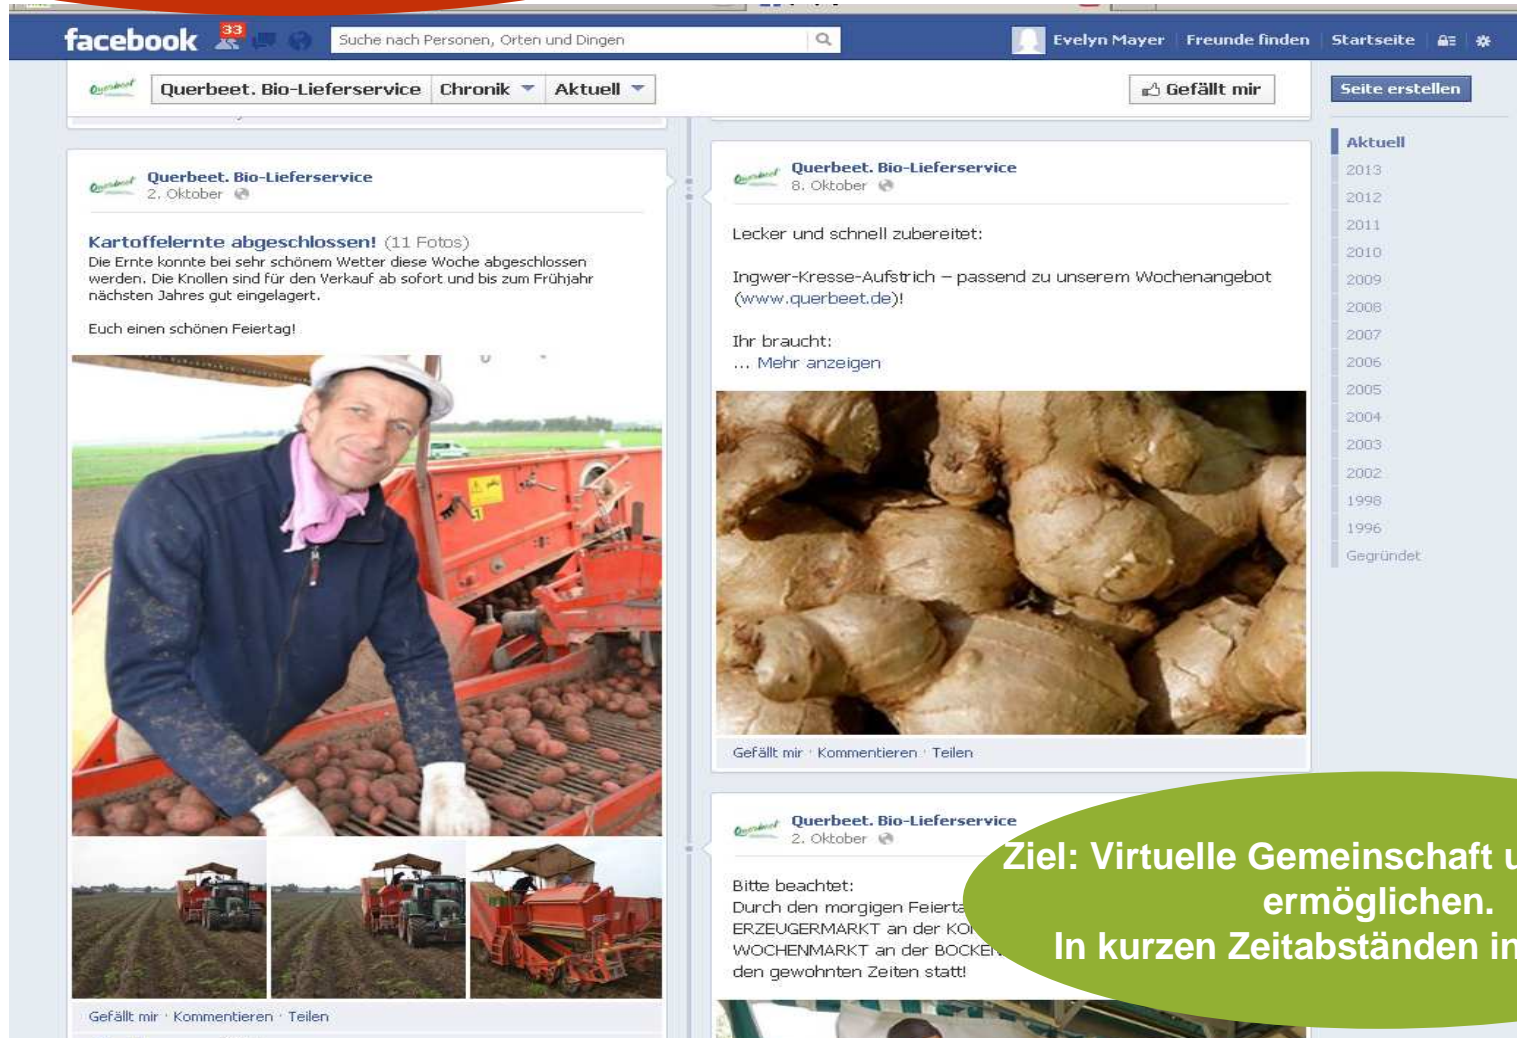 facebook
33
Suche nach Personen, Orten und Dingen
Evelyn Mayer
Freunde finden
Startseite
Querbeet
Querbeet. Bio-Lieferservice
Chronik
Aktuell
Gefällt mir
Seite erstellen
Aktuell
2013
2012
2011
2010
2009
2008
2007
2006
2005
2004
2003
2002
1998
1996
Gegründet
Querbeet
Querbeet. Bio-Lieferservice
2. Oktober
Kartoffelernte abgeschlossen! (11 Fotos)
Die Ernte konnte bei sehr schönem Wetter diese Woche abgeschlossen
werden. Die Knollen sind für den Verkauf ab sofort und bis zum Frühjahr
nächsten Jahres gut eingelagert.
Euch einen schönen Feiertag!
Gefällt mir · Kommentieren · Teilen
Querbeet
Querbeet. Bio-Lieferservice
8. Oktober
Lecker und schnell zubereitet:
Ingwer-Kresse-Aufstrich – passend zu unserem Wochenangebot
(www.querbeet.de)!
Ihr braucht:
... Mehr anzeigen
Gefällt mir · Kommentieren · Teilen
Querbeet
Querbeet. Bio-Lieferservice
2. Oktober
Bitte beachtet:
Durch den morgigen
ERZEUGERMARKT an der
WOCHENMARKT an der
den gewohnten Zeiten statt!
Ziel: Virtuelle Gemeinschaft
ermöglichen.
In kurzen Zeitabständen